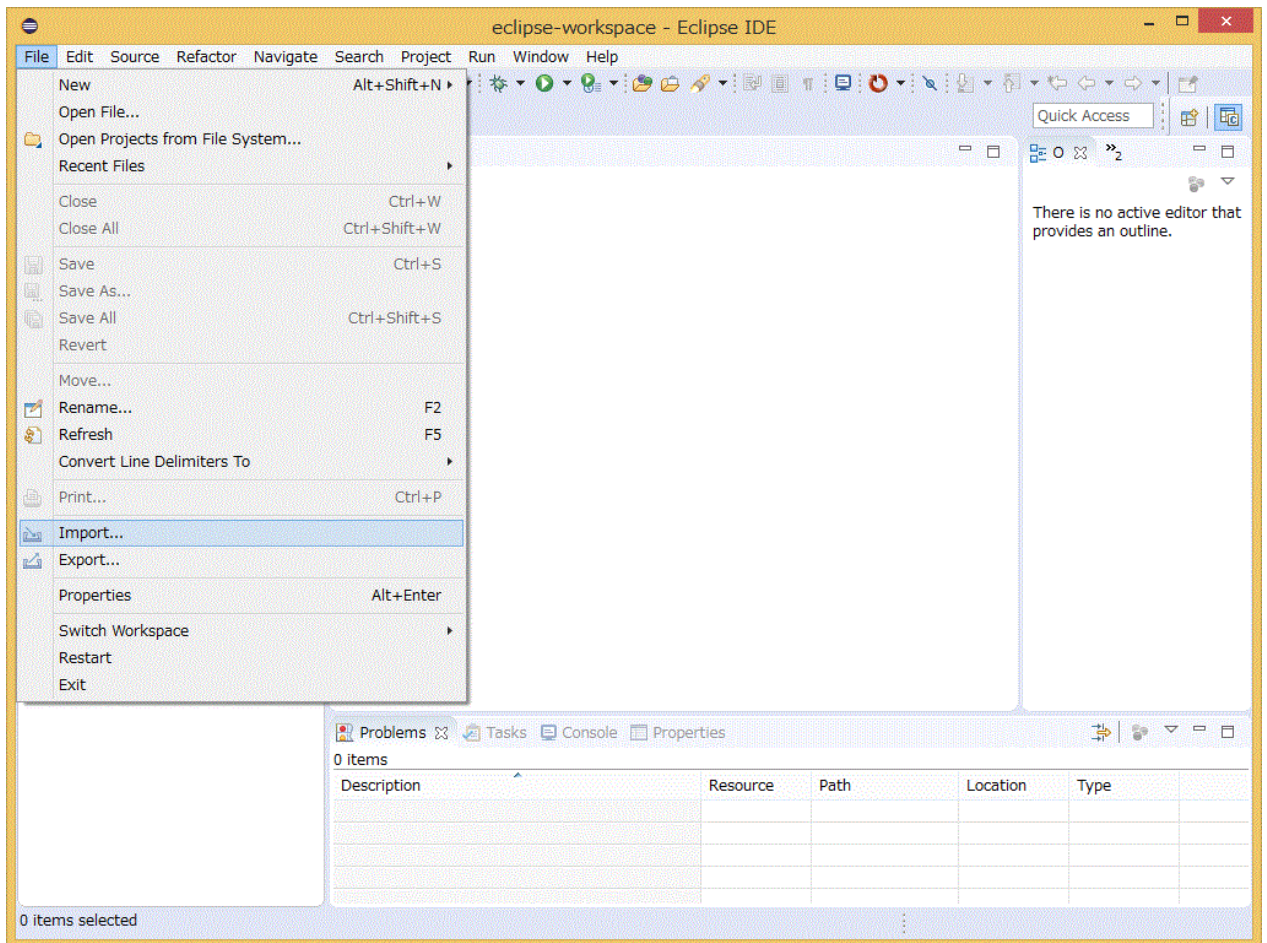 eclipse-workspace - Eclipse IDE
File Edit Source Refactor Navigate Search Project Run Window Help
New Alt+Shift+N
Open File...
Open Projects from File System...
Recent Files
Close Ctrl+W
Close All Ctrl+Shift+W
Save Ctrl+S
Save As...
Save All Ctrl+Shift+S
Revert
Move...
Rename... F2
Refresh F5
Convert Line Delimiters To
Print... Ctrl+P
Import...
Export...
Properties Alt+Enter
Switch Workspace
Restart
Exit
Quick Access
O »2
There is no active editor that
provides an outline.
Problems Tasks Console Properties
0 items
Description Resource Path Location Type
0 items selected